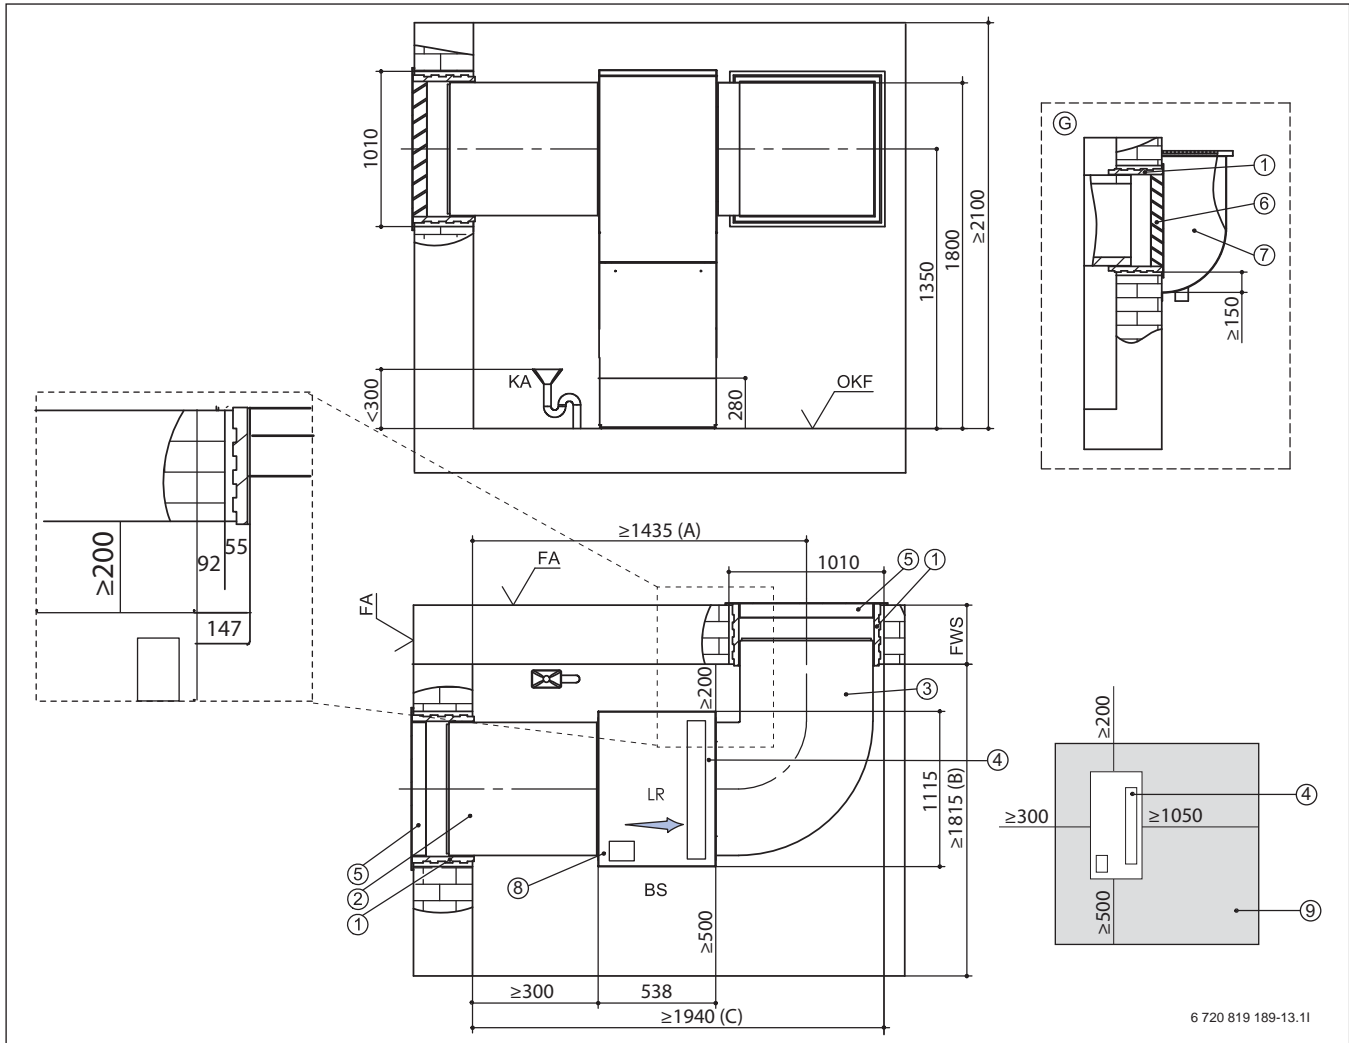 1010
1350
1800
≥2100
<300
KA
280
OKF
G
1
6
7
≥150
≥200
92
55
147
≥1435 (A)
FA
FA
1010
5
1
FWS
≥200
3
4
LR
1115
≥1815 (B)
5
2
1
8
BS
≥500
≥300
538
≥1940 (C)
≥200
4
≥300
≥1050
≥500
9
6 720 819 189-13.1I